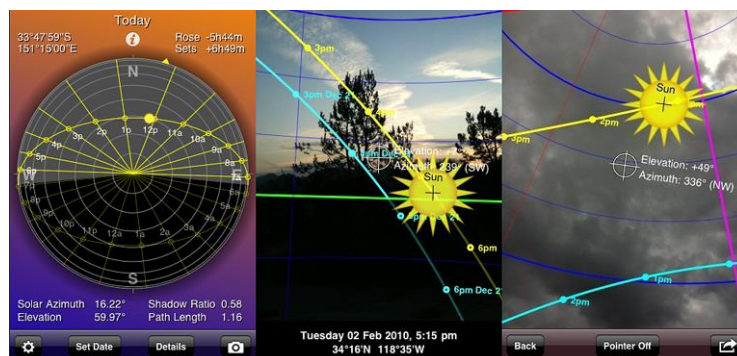 Today
33°47'59"S
151°15'00"E
Rose -5h44m
Sets +6h49m
N
6p 5p 4p 3p 2p 1p 12p 11a 10a 9a 8a
W
E
S
Solar Azimuth 16.22°
Elevation 59.97°
Shadow Ratio 0.58
Path Length 1.16
Set Date
Details
3pm
3pm Dec 21
Elevation:
Azimuth: 239° (SW)
Sun
6pm
6pm Dec 21
Tuesday 02 Feb 2010, 5:15 pm
34°16'N 118°35'W
Sun
3pm
2pm
Elevation: +49°
Azimuth: 336° (NW)
1pm
2pm
Back
Pointer Off